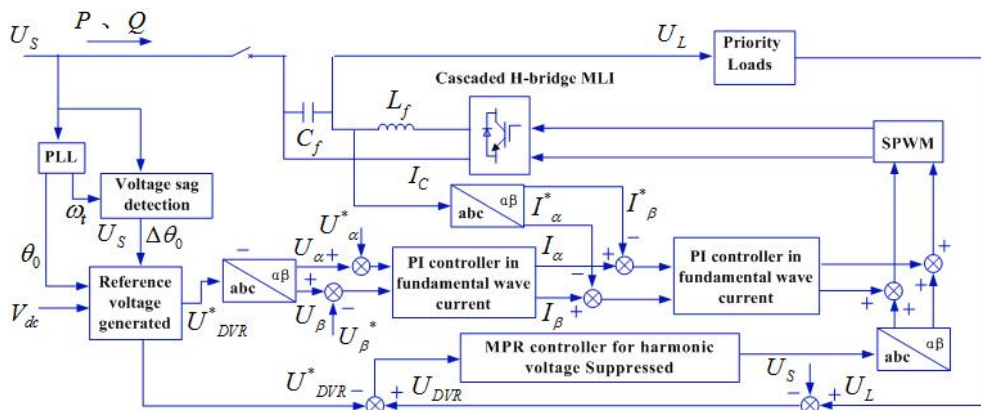 U_S
P 、 Q
U_L
Priority
Loads
Cascaded H-bridge MLI
L_f
C_f
SPWM
PLL
Voltage sag
detection
ω_t
U_S
Δθ_0
θ_0
I_C
abc
αβ
I*_α
I*_β
Reference
voltage
generated
V_dc
U*_DVR
−
abc
αβ
U_α
+
U*_α
−
U_β
+
−
U_β*
PI controller in
fundamental wave
current
I_α
+
−
I_β
+
−
PI controller in
fundamental wave
current
+
+
+
+
MPR controller for harmonic
voltage Suppressed
abc
αβ
U*_DVR
−
+
U_DVR
U_S
−
+
U_L